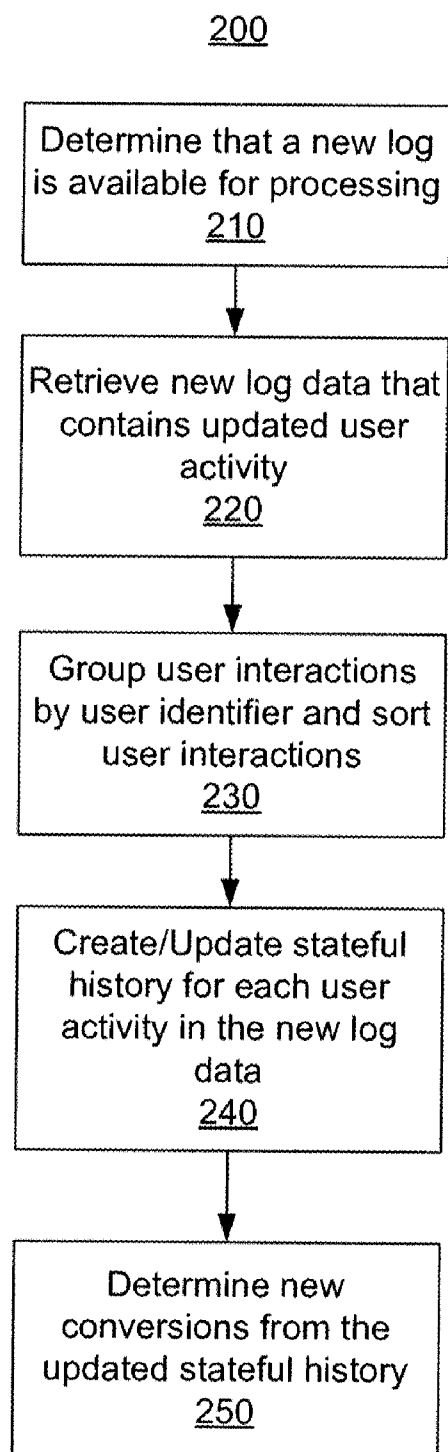 200
Determine that a new log
is available for processing
210
Retrieve new log data that
contains updated user
activity
220
Group user interactions
by user identifier and sort
user interactions
230
Create/Update stateful
history for each user
activity in the new log
data
240
Determine new
conversions from the
updated stateful history
250